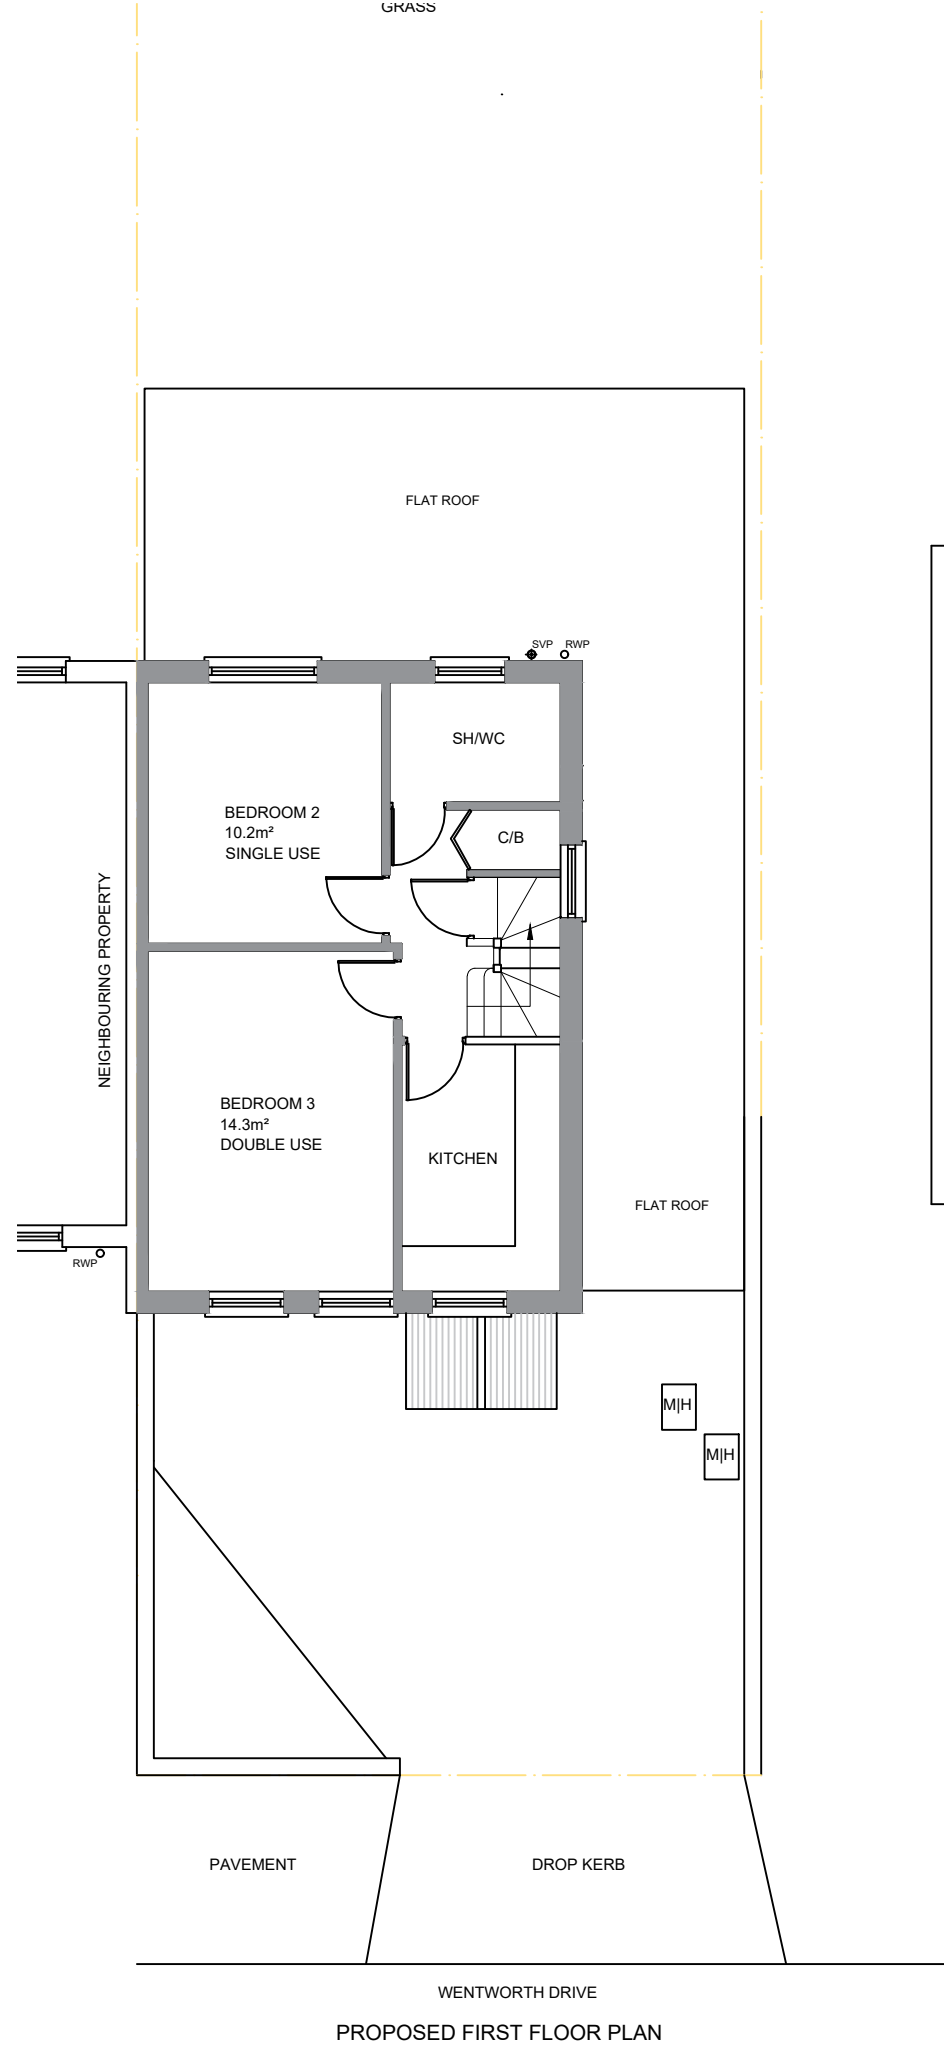 GRASS
FLAT ROOF
SVP
RWP
SH/WC
BEDROOM 2
10.2m²
SINGLE USE
C/B
NEIGHBOURING PROPERTY
BEDROOM 3
14.3m²
DOUBLE USE
KITCHEN
FLAT ROOF
RWP
M|H
M|H
PAVEMENT
DROP KERB
WENTWORTH DRIVE
PROPOSED FIRST FLOOR PLAN